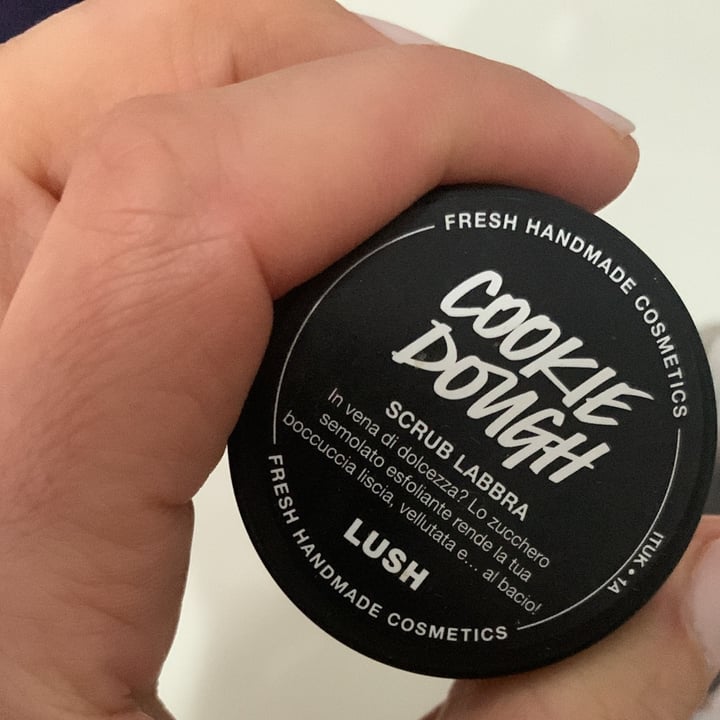 FRESH HANDMADE COSMETICS
COOKIE
DOUGH
SCRUB LABBRA
In vena di dolcezza? Lo zucchero
semolato esfoliante rende la tua
boccuccia liscia, vellutata e... al bacio!
LUSH
FRESH HANDMADE COSMETICS
ITUK • 1A